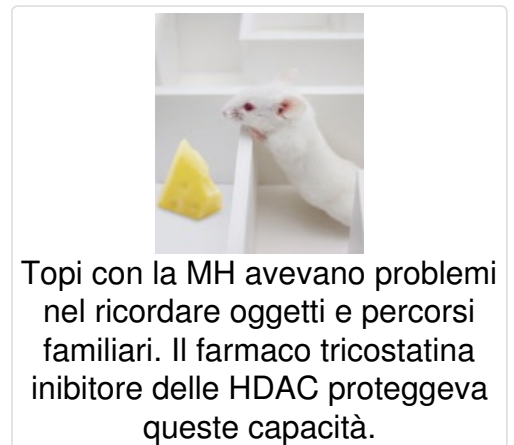 Topi con la MH avevano problemi
nel ricordare oggetti e percorsi
familiari. Il farmaco tricostatina
inibitore delle HDAC proteggeva
queste capacità.